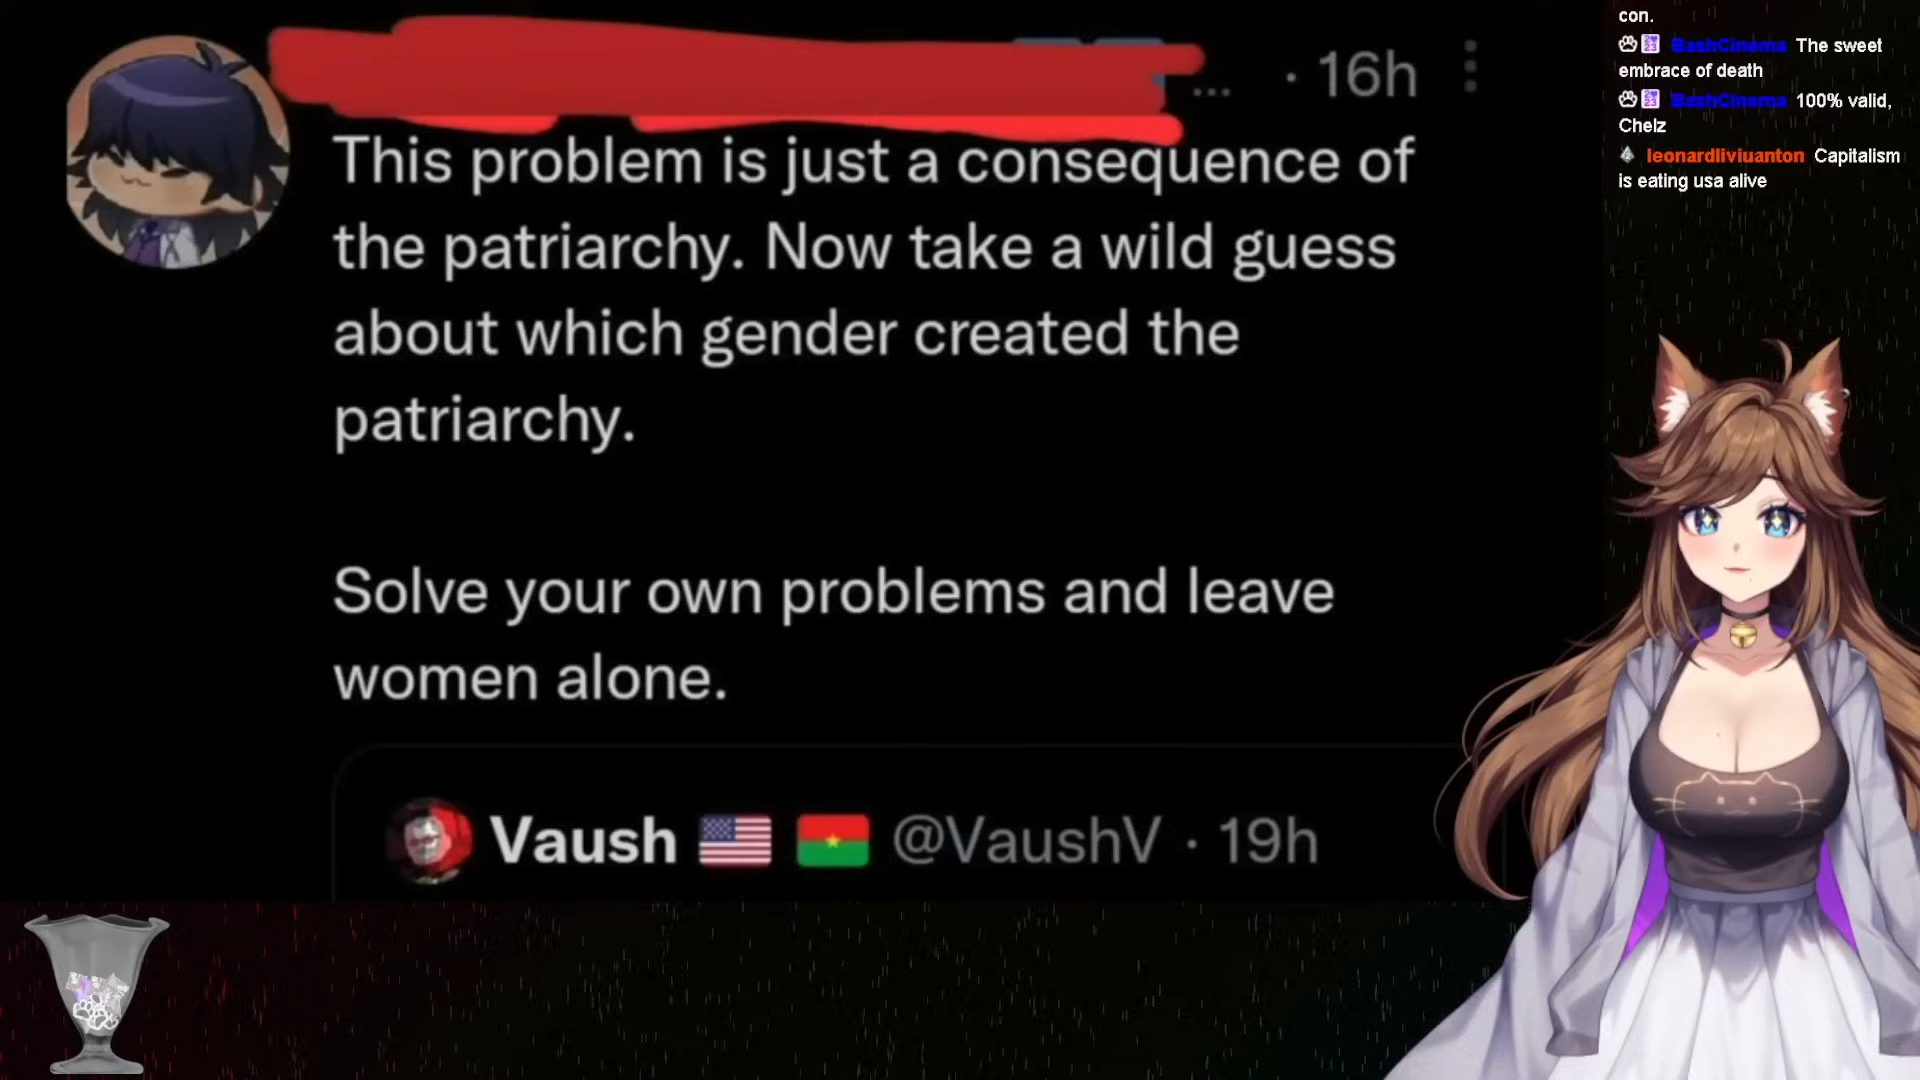 ... · 16h
This problem is just a consequence of
the patriarchy. Now take a wild guess
about which gender created the
patriarchy.
Solve your own problems and leave
women alone.
Vaush @VaushV · 19h
con.
BashCinema The sweet
embrace of death
BashCinema 100% valid,
Chelz
leonardliviuanton Capitalism
is eating usa alive